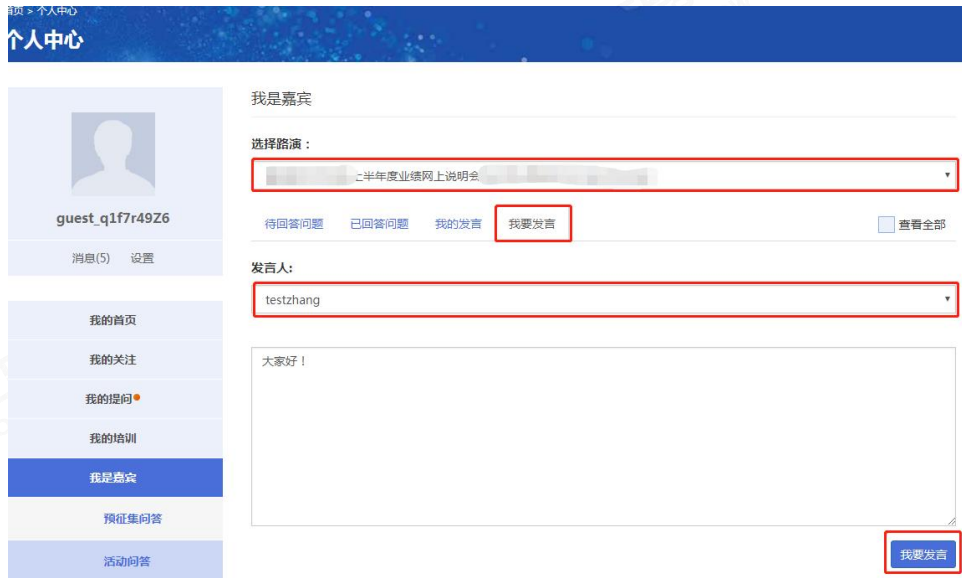 首页 > 个人中心
个人中心
我是嘉宾
选择路演：
上半年度业绩网上说明会
guest_q1f7r49Z6
待回答问题 已回答问题 我的发言 我要发言 查看全部
消息(5) 设置
发言人:
testzhang
我的首页
大家好！
我的关注
我的提问
我的培训
我是嘉宾
预征集问答
活动问答
我要发言